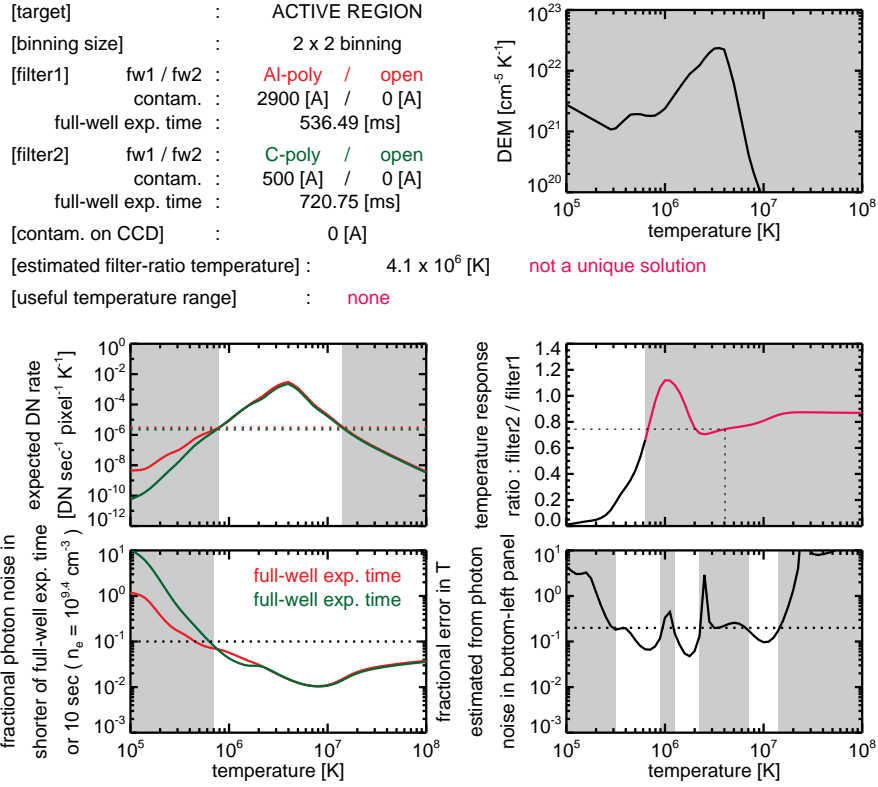 [target] : ACTIVE REGION
[binning size] : 2 x 2 binning
[filter1] fw1 / fw2 : Al-poly / open
contam. : 2900 [A] / 0 [A]
full-well exp. time : 536.49 [ms]
[filter2] fw1 / fw2 : C-poly / open
contam. : 500 [A] / 0 [A]
full-well exp. time : 720.75 [ms]
[contam. on CCD] : 0 [A]
[estimated filter-ratio temperature] : 4.1 x 10^6 [K] not a unique solution
[useful temperature range] : none
DEM [cm^-5 K^-1]
10^23
10^22
10^21
10^20
10^5 10^6 10^7 10^8
temperature [K]
expected DN rate
[DN sec^-1 pixel^-1 K^-1]
10^0
10^-2
10^-4
10^-6
10^-8
10^-10
10^-12
temperature response
ratio : filter2 / filter1
1.4
1.2
1.0
0.8
0.6
0.4
0.2
0.0
fractional photon noise in
shorter of full-well exp. time
or 10 sec ( n_e = 10^9.4 cm^-3 )
10^1
10^0
10^-1
10^-2
10^-3
full-well exp. time
full-well exp. time
10^5 10^6 10^7 10^8
temperature [K]
fractional error in T
estimated from photon
noise in bottom-left panel
10^1
10^0
10^-1
10^-2
10^-3
10^5 10^6 10^7 10^8
temperature [K]